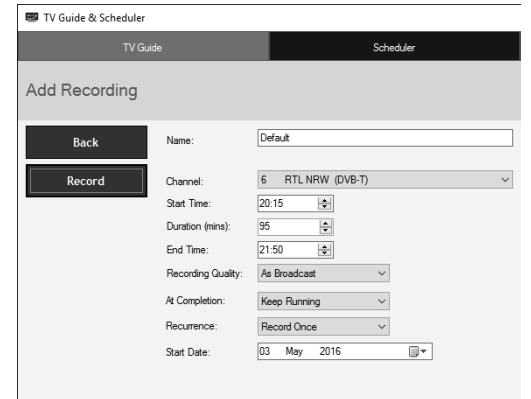 TV Guide & Scheduler
TV Guide Scheduler
Add Recording
Back
Record
Name: Default
Channel: 6 RTL NRW (DVB-T)
Start Time: 20:15
Duration (mins): 95
End Time: 21:50
Recording Quality: As Broadcast
At Completion: Keep Running
Recurrence: Record Once
Start Date: 03 May 2016